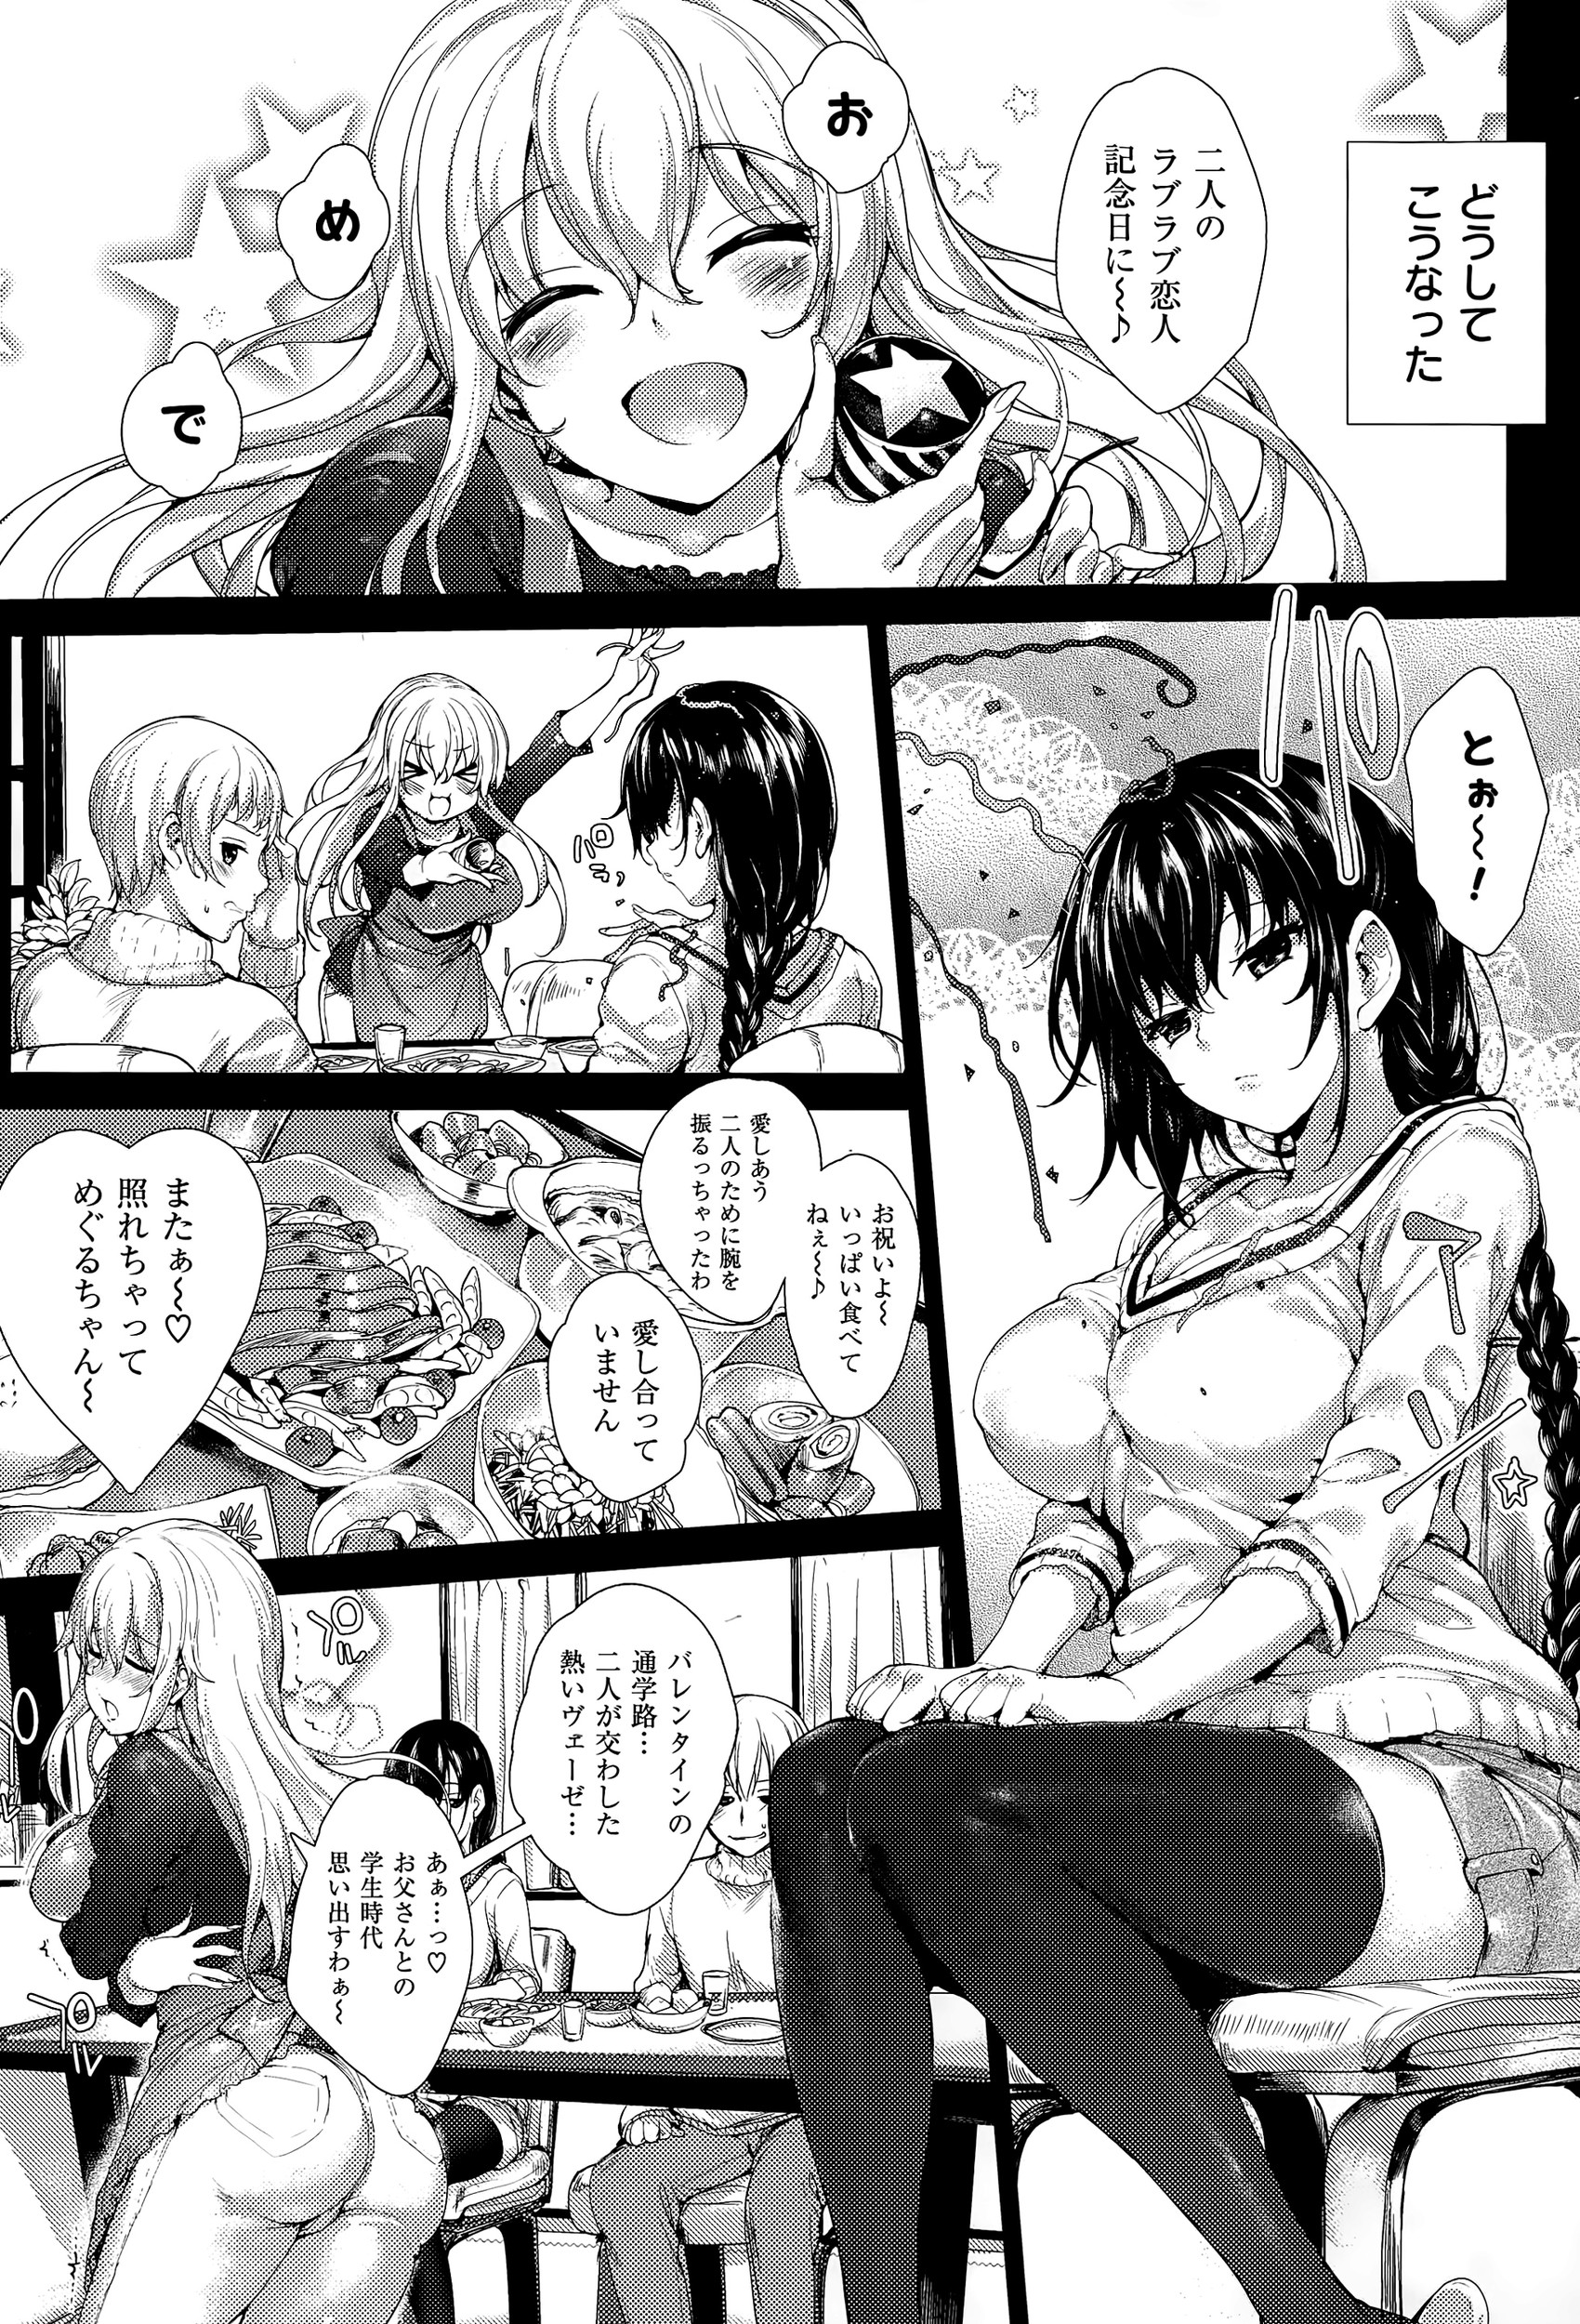 どうして
こうなった
二人の
ラブラブ恋人
記念日に～♪
お
め
で
とぉ～！
パロ
ラッ
お祝いよ～
いっぱい食べて
ねぇ～♪
愛しあう
二人のために腕を
振るっちゃったわ
愛し合って
いません
またぁ～♡
照れちゃって
めぐるちゃん～
バレンタインの
通学路…
二人が交わした
熱いヴェーゼ…
あぁ…っ♡
お父さんとの
学生時代
思い出すわぁ～